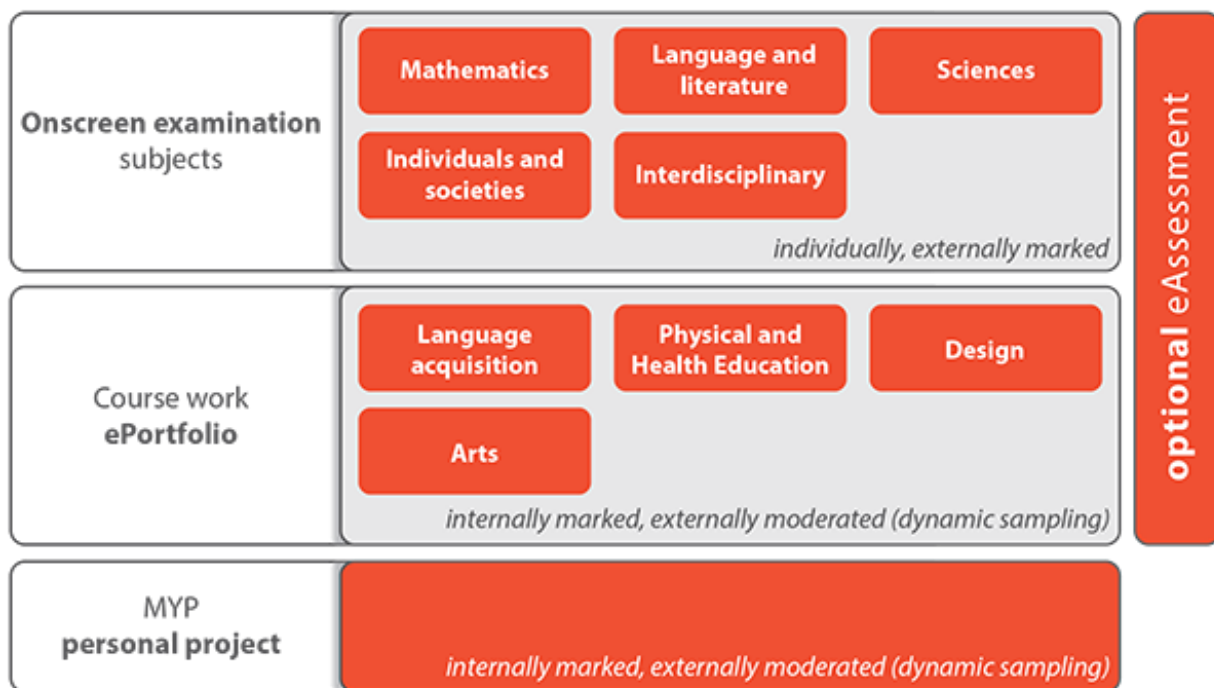 Onscreen examination
subjects
Mathematics
Language and
literature
Sciences
Individuals and
societies
Interdisciplinary
individually, externally marked
Course work
ePortfolio
Language
acquisition
Physical and
Health Education
Design
Arts
internally marked, externally moderated (dynamic sampling)
optional eAssessment
MYP
personal project
internally marked, externally moderated (dynamic sampling)